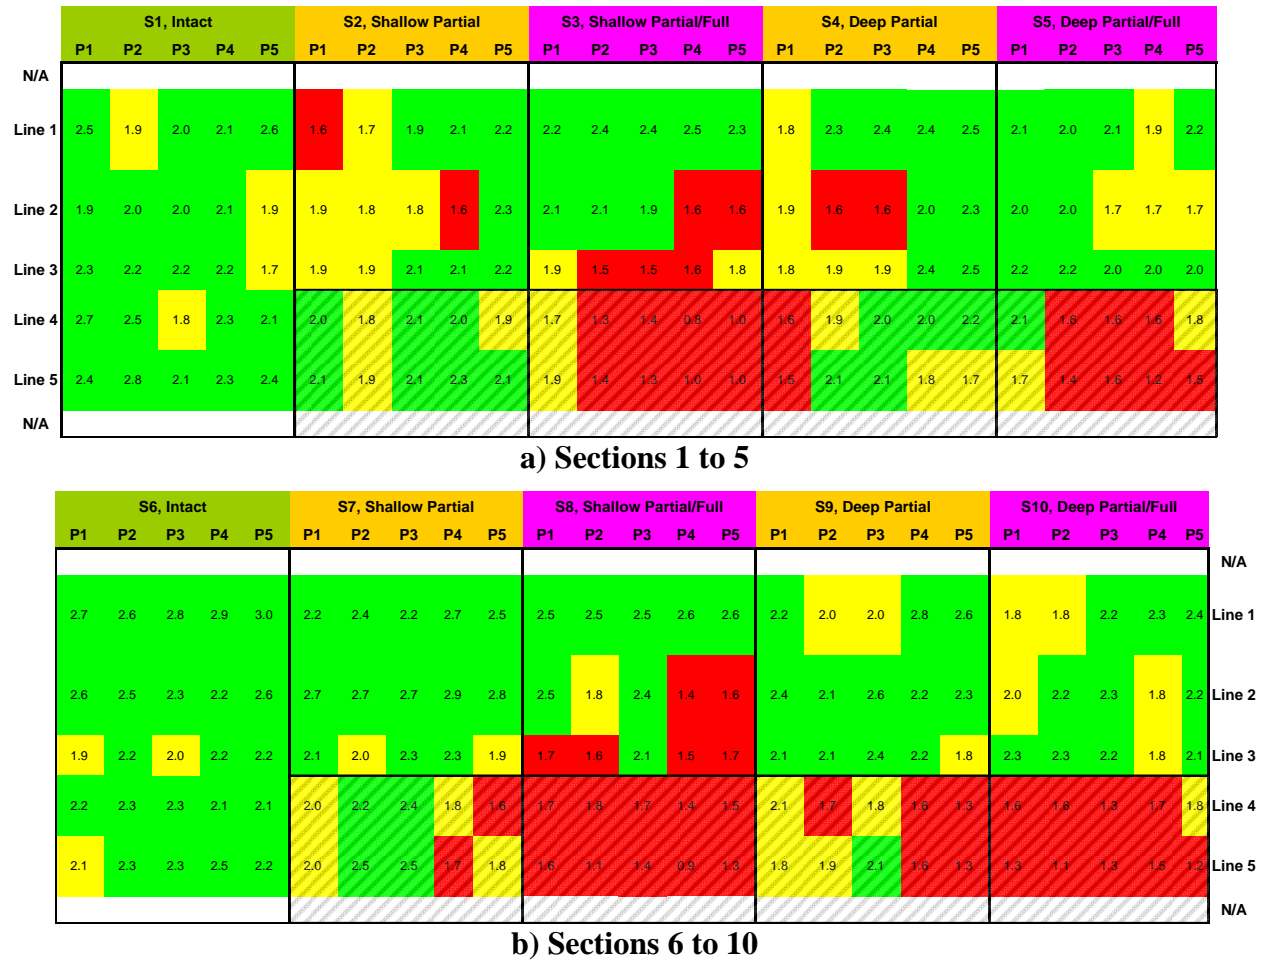 S1, Intact S2, Shallow Partial S3, Shallow Partial/Full S4, Deep Partial S5, Deep Partial/Full
P1 P2 P3 P4 P5 P1 P2 P3 P4 P5 P1 P2 P3 P4 P5 P1 P2 P3 P4 P5 P1 P2 P3 P4 P5
N/A
Line 1 2.5 1.9 2.0 2.1 2.6 1.6 1.7 1.9 2.1 2.2 2.2 2.4 2.4 2.5 2.3 1.8 2.3 2.4 2.4 2.5 2.1 2.0 2.1 1.9 2.2
Line 2 1.9 2.0 2.0 2.1 1.9 1.9 1.8 1.8 1.6 2.3 2.1 2.1 1.9 1.6 1.6 1.9 1.6 1.6 2.0 2.3 2.0 2.0 1.7 1.7 1.7
Line 3 2.3 2.2 2.2 2.2 1.7 1.9 1.9 2.1 2.1 2.2 1.9 1.5 1.5 1.6 1.8 1.8 1.9 1.9 2.4 2.5 2.2 2.2 2.0 2.0 2.0
Line 4 2.7 2.5 1.8 2.3 2.1 2.0 1.8 2.1 2.0 1.9 1.7 1.3 1.4 0.8 1.0 1.6 1.9 2.0 2.0 2.2 2.1 1.6 1.6 1.6 1.8
Line 5 2.4 2.8 2.1 2.3 2.4 2.1 1.9 2.1 2.3 2.1 1.9 1.4 1.3 1.0 1.0 1.5 2.1 2.1 1.8 1.7 1.7 1.4 1.6 1.2 1.5
N/A
a) Sections 1 to 5
S6, Intact S7, Shallow Partial S8, Shallow Partial/Full S9, Deep Partial S10, Deep Partial/Full
P1 P2 P3 P4 P5 P1 P2 P3 P4 P5 P1 P2 P3 P4 P5 P1 P2 P3 P4 P5 P1 P2 P3 P4 P5
N/A
2.7 2.6 2.8 2.9 3.0 2.2 2.4 2.2 2.7 2.5 2.5 2.5 2.5 2.6 2.6 2.2 2.0 2.0 2.8 2.6 1.8 1.8 2.2 2.3 2.4 Line 1
2.6 2.5 2.3 2.2 2.6 2.7 2.7 2.7 2.9 2.8 2.5 1.8 2.4 1.4 1.6 2.4 2.1 2.6 2.2 2.3 2.0 2.2 2.3 1.8 2.2 Line 2
1.9 2.2 2.0 2.2 2.2 2.1 2.0 2.3 2.3 1.9 1.7 1.6 2.1 1.5 1.7 2.1 2.1 2.4 2.2 1.8 2.3 2.3 2.2 1.8 2.1 Line 3
2.2 2.3 2.3 2.1 2.1 2.0 2.2 2.4 1.8 1.6 1.7 1.8 1.7 1.4 1.5 2.1 1.7 1.8 1.6 1.3 1.6 1.6 1.3 1.7 1.8 Line 4
2.1 2.3 2.3 2.5 2.2 2.0 2.5 2.5 1.7 1.8 1.6 1.1 1.4 0.9 1.3 1.8 1.9 2.1 1.6 1.3 1.3 1.1 1.3 1.5 1.2 Line 5
N/A
b) Sections 6 to 10